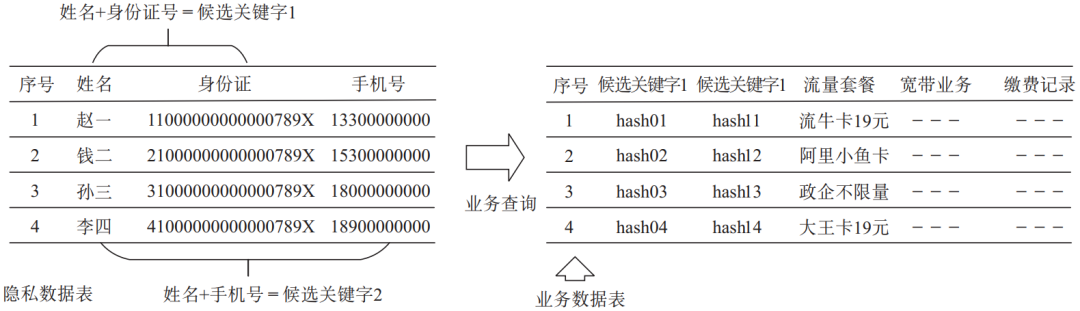 姓名+身份证号=候选关键字1
序号 姓名 身份证 手机号
1 赵一 11000000000000789X 13300000000
2 钱二 21000000000000789X 15300000000
3 孙三 31000000000000789X 18000000000
4 李四 41000000000000789X 18900000000
隐私数据表
姓名+手机号=候选关键字2
业务查询
序号 候选关键字1 候选关键字1 流量套餐 宽带业务 缴费记录
1 hash01 hashl1 流牛卡19元 － － － － － －
2 hash02 hashl2 阿里小鱼卡 － － － － － －
3 hash03 hashl3 政企不限量 － － － － － －
4 hash04 hashl4 大王卡19元 － － － － － －
业务数据表